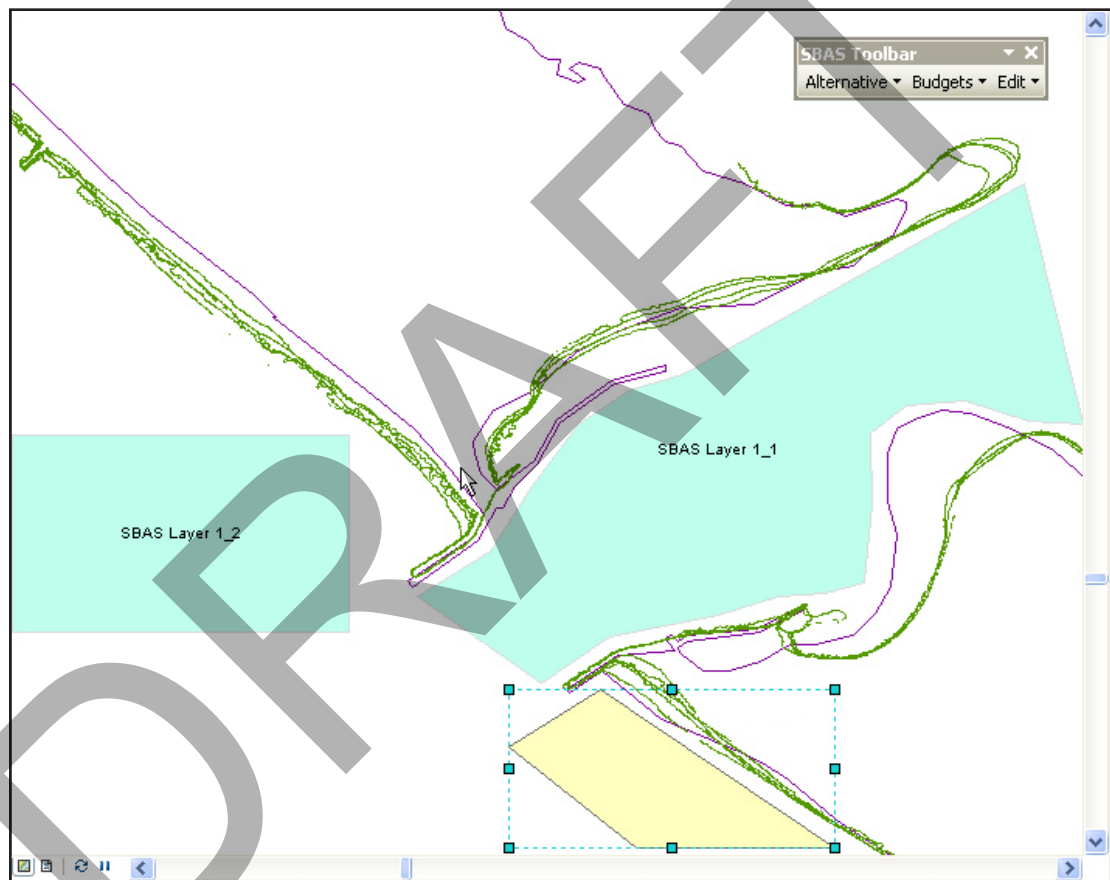 SBAS Toolbar
Alternative Budgets Edit
SBAS Layer 1_1
SBAS Layer 1_2
DRAFT